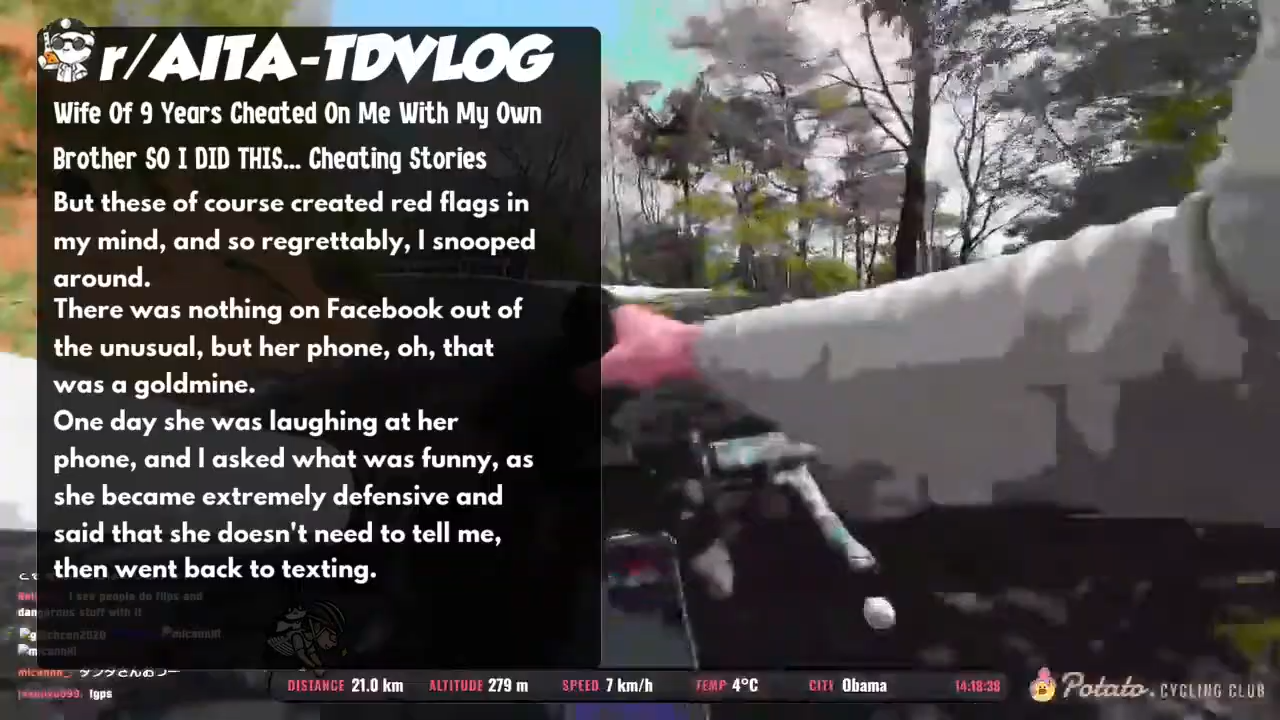 r/AITA-TDVLOG
Wife Of 9 Years Cheated On Me With My Own
Brother SO I DID THIS... Cheating Stories
But these of course created red flags in
my mind, and so regrettably, I snooped
around.
There was nothing on Facebook out of
the unusual, but her phone, oh, that
was a goldmine.
One day she was laughing at her
phone, and I asked what was funny, as
she became extremely defensive and
said that she doesn't need to tell me,
then went back to texting.
I see people do flips and
dangerous stuff with it
micannHI
micannHI
!gps
DISTANCE 21.0 km ALTITUDE 279 m SPEED 7 km/h TEMP 4°C CITY Obama 14:18:38
Potato. CYCLING CLUB